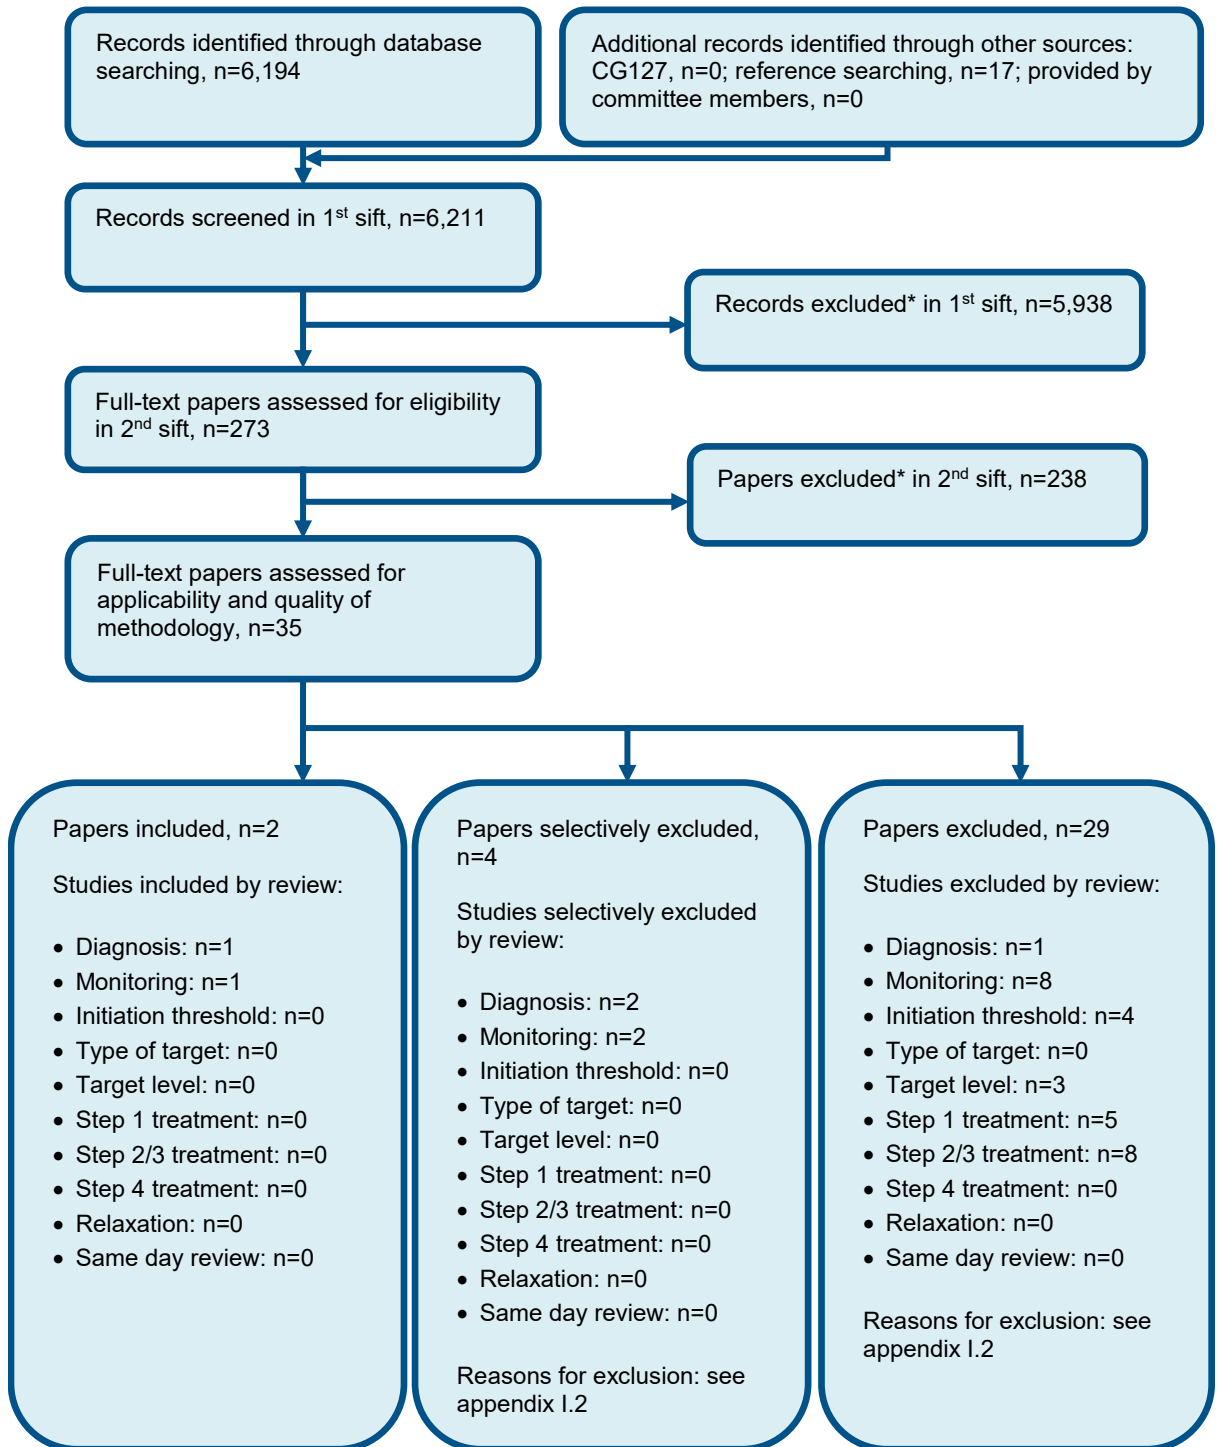 Records identified through database
searching, n=6,194
Additional records identified through other sources:
CG127, n=0; reference searching, n=17; provided by
committee members, n=0
Records screened in 1st sift, n=6,211
Records excluded* in 1st sift, n=5,938
Full-text papers assessed for eligibility
in 2nd sift, n=273
Papers excluded* in 2nd sift, n=238
Full-text papers assessed for
applicability and quality of
methodology, n=35
Papers included, n=2
Studies included by review:
• Diagnosis: n=1
• Monitoring: n=1
• Initiation threshold: n=0
• Type of target: n=0
• Target level: n=0
• Step 1 treatment: n=0
• Step 2/3 treatment: n=0
• Step 4 treatment: n=0
• Relaxation: n=0
• Same day review: n=0
Papers selectively excluded,
n=4
Studies selectively excluded
by review:
• Diagnosis: n=2
• Monitoring: n=2
• Initiation threshold: n=0
• Type of target: n=0
• Target level: n=0
• Step 1 treatment: n=0
• Step 2/3 treatment: n=0
• Step 4 treatment: n=0
• Relaxation: n=0
• Same day review: n=0
Reasons for exclusion: see
appendix I.2
Papers excluded, n=29
Studies excluded by review:
• Diagnosis: n=1
• Monitoring: n=8
• Initiation threshold: n=4
• Type of target: n=0
• Target level: n=3
• Step 1 treatment: n=5
• Step 2/3 treatment: n=8
• Step 4 treatment: n=0
• Relaxation: n=0
• Same day review: n=0
Reasons for exclusion: see
appendix I.2